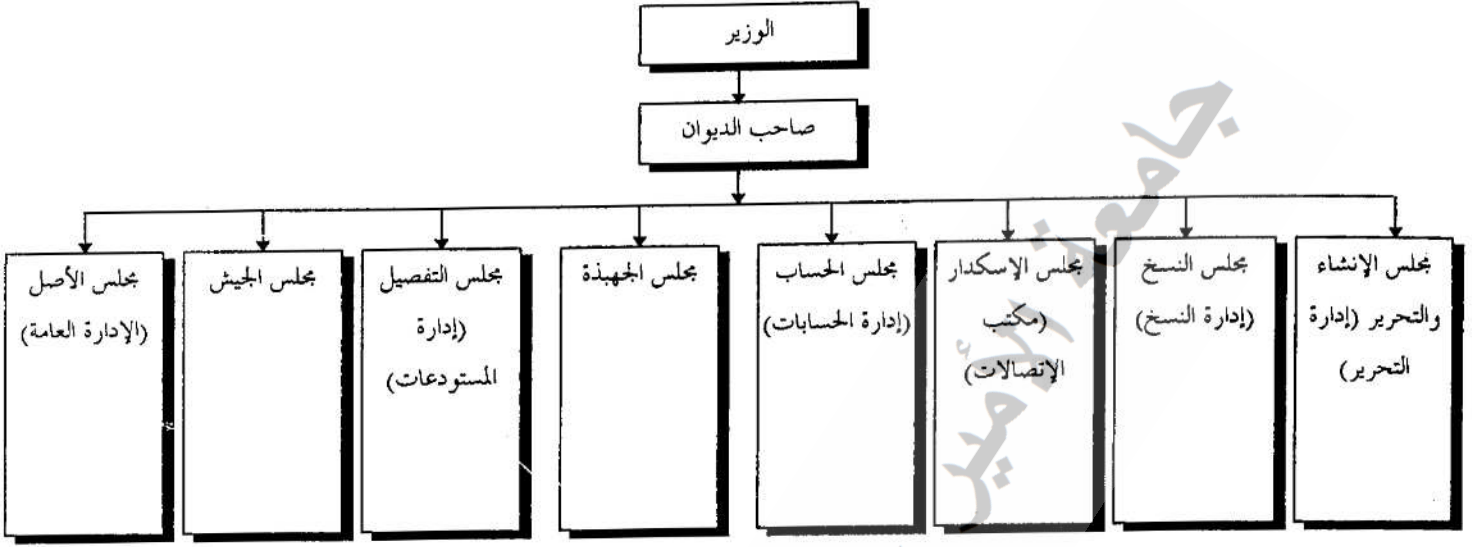 الوزير
صاحب الديوان
مجلس الإنشاء
والتحرير (إدارة
التحرير)
مجلس النسخ
(إدارة النسخ)
مجلس الإسكدار
(مكتب
الإتصالات)
مجلس الحساب
(إدارة الحسابات)
مجلس الجهبذة
مجلس التفصيل
(إدارة
المستودعات)
مجلس الجيش
مجلس الأصل
(الإدارة العامة)
جامعة الأمير